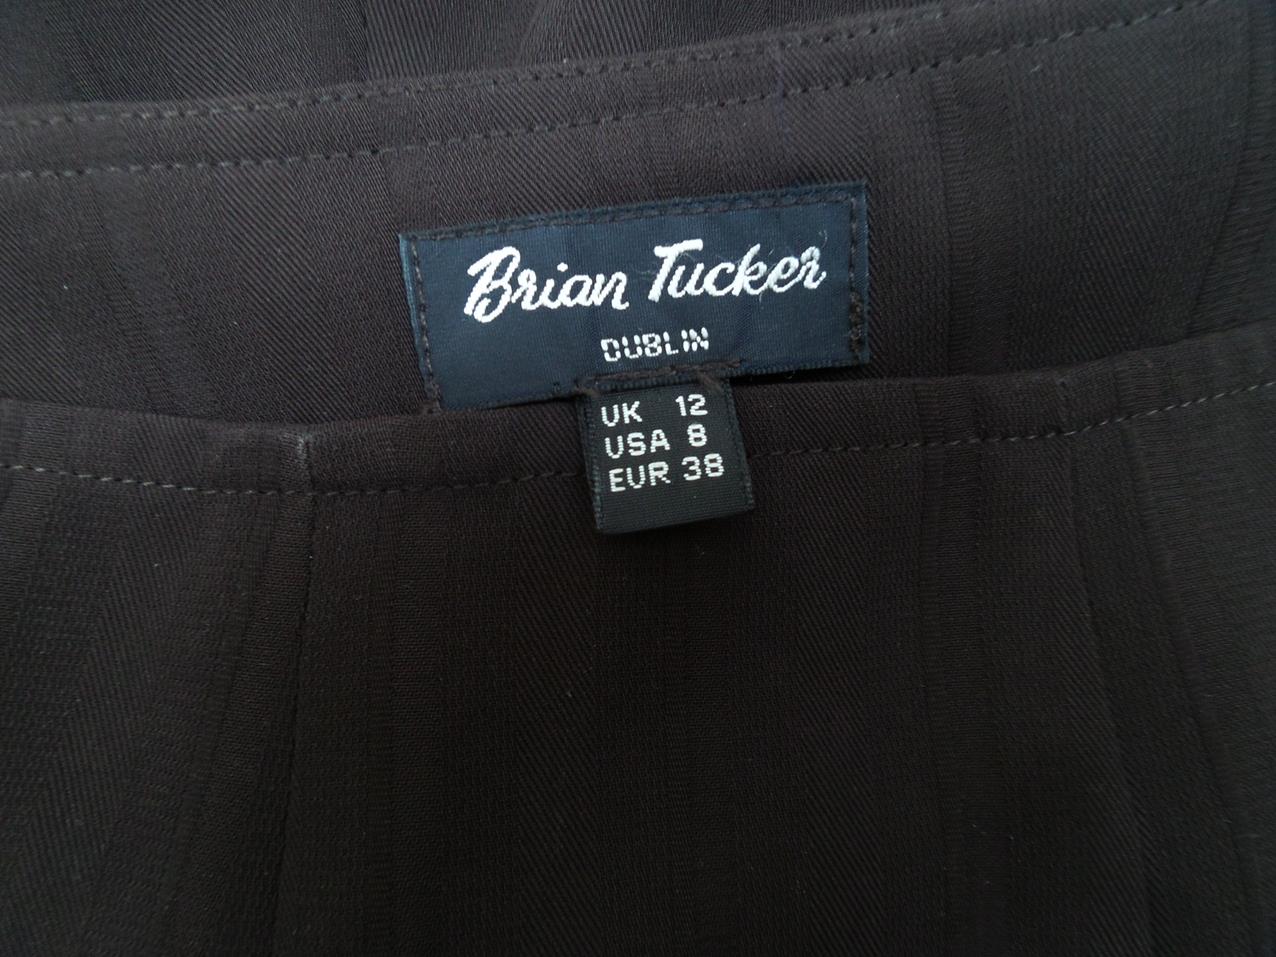 Brian Tucker
DUBLIN
UK 12
USA 8
EUR 38